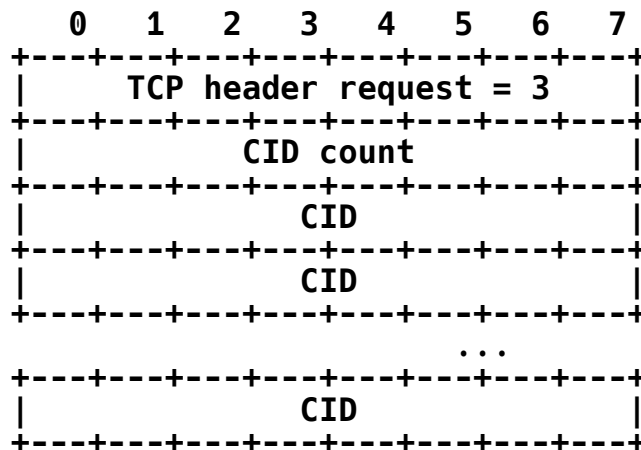 0   1   2   3   4   5   6   7
+---+---+---+---+---+---+---+---+
|     TCP header request = 3    |
+---+---+---+---+---+---+---+---+
|           CID count           |
+---+---+---+---+---+---+---+---+
|              CID              |
+---+---+---+---+---+---+---+---+
|              CID              |
+---+---+---+---+---+---+---+---+
                       ...
+---+---+---+---+---+---+---+---+
|              CID              |
+---+---+---+---+---+---+---+---+